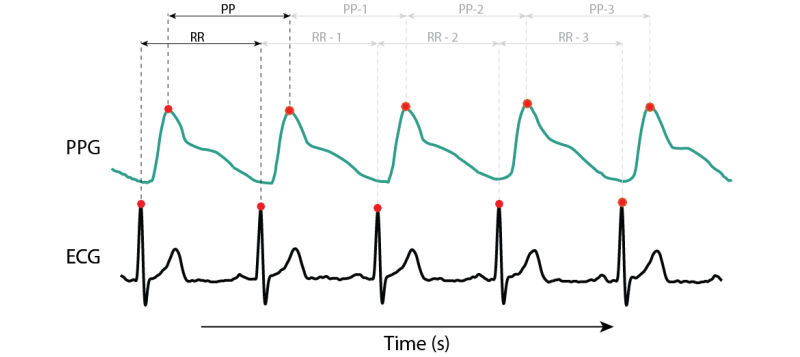 PP PP-1 PP-2 PP-3
RR RR - 1 RR - 2 RR - 3
PPG
ECG
Time (s)